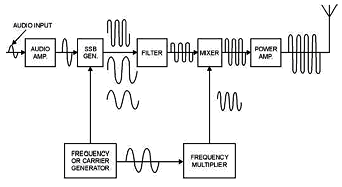 AUDIO INPUT
AUDIO
AMP.
SSB
GEN.
FILTER
MIXER
POWER
AMP.
FREQUENCY
OR CARRIER
GENERATOR
FREQUENCY
MULTIPLIER